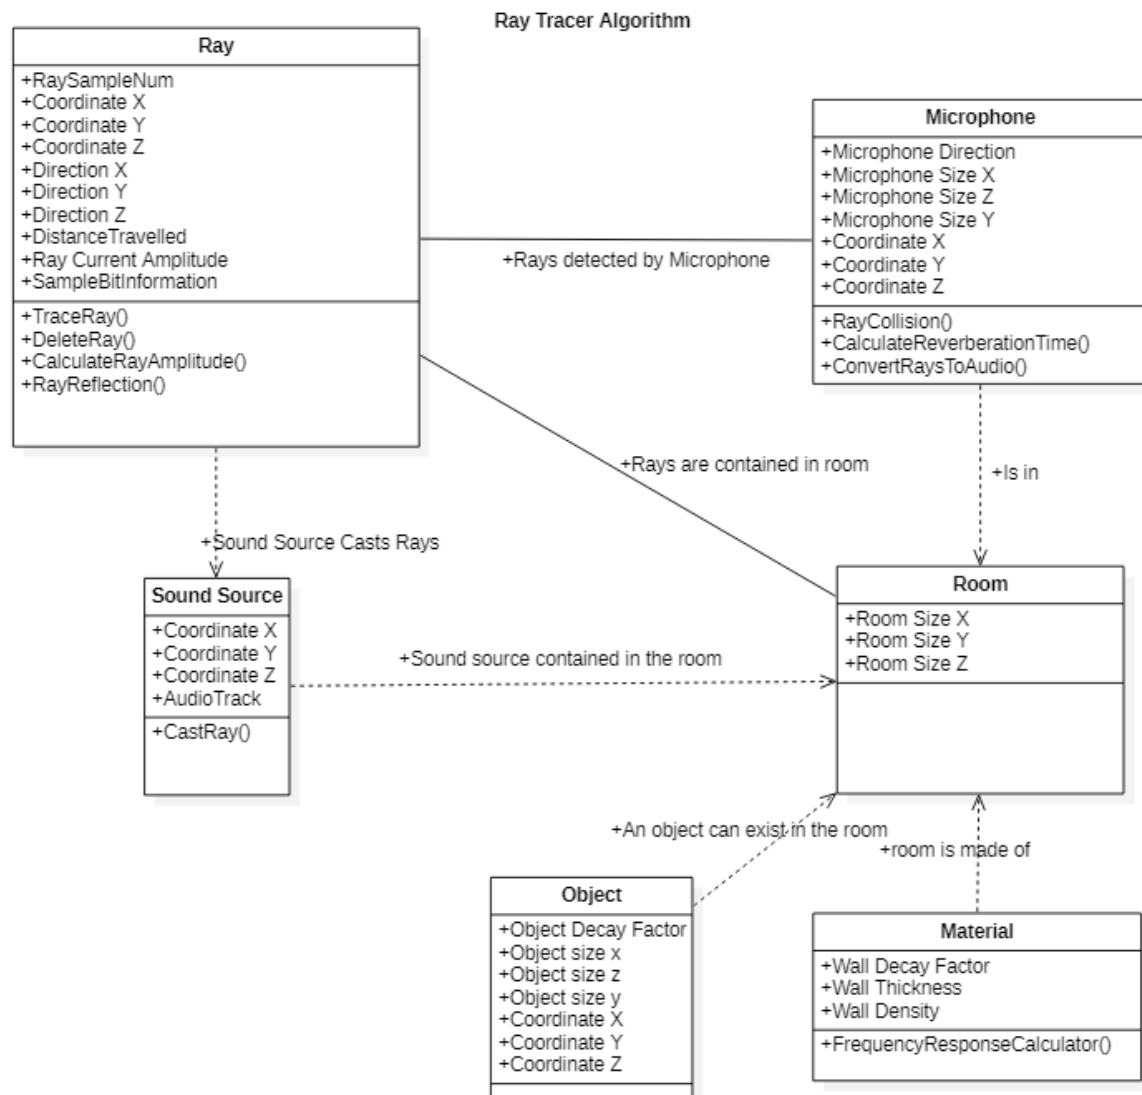 Ray Tracer Algorithm
Ray
+RaySampleNum
+Coordinate X
+Coordinate Y
+Coordinate Z
+Direction X
+Direction Y
+Direction Z
+DistanceTravelled
+Ray Current Amplitude
+SampleBitInformation
+TraceRay()
+DeleteRay()
+CalculateRayAmplitude()
+RayReflection()
Microphone
+Microphone Direction
+Microphone Size X
+Microphone Size Z
+Microphone Size Y
+Coordinate X
+Coordinate Y
+Coordinate Z
+RayCollision()
+CalculateReverberationTime()
+ConvertRaysToAudio()
+Rays detected by Microphone
+Rays are contained in room
+Is in
+Sound Source Casts Rays
Sound Source
+Coordinate X
+Coordinate Y
+Coordinate Z
+AudioTrack
+CastRay()
+Sound source contained in the room
Room
+Room Size X
+Room Size Y
+Room Size Z
+An object can exist in the room
+room is made of
Object
+Object Decay Factor
+Object size x
+Object size z
+Object size y
+Coordinate X
+Coordinate Y
+Coordinate Z
Material
+Wall Decay Factor
+Wall Thickness
+Wall Density
+FrequencyResponseCalculator()